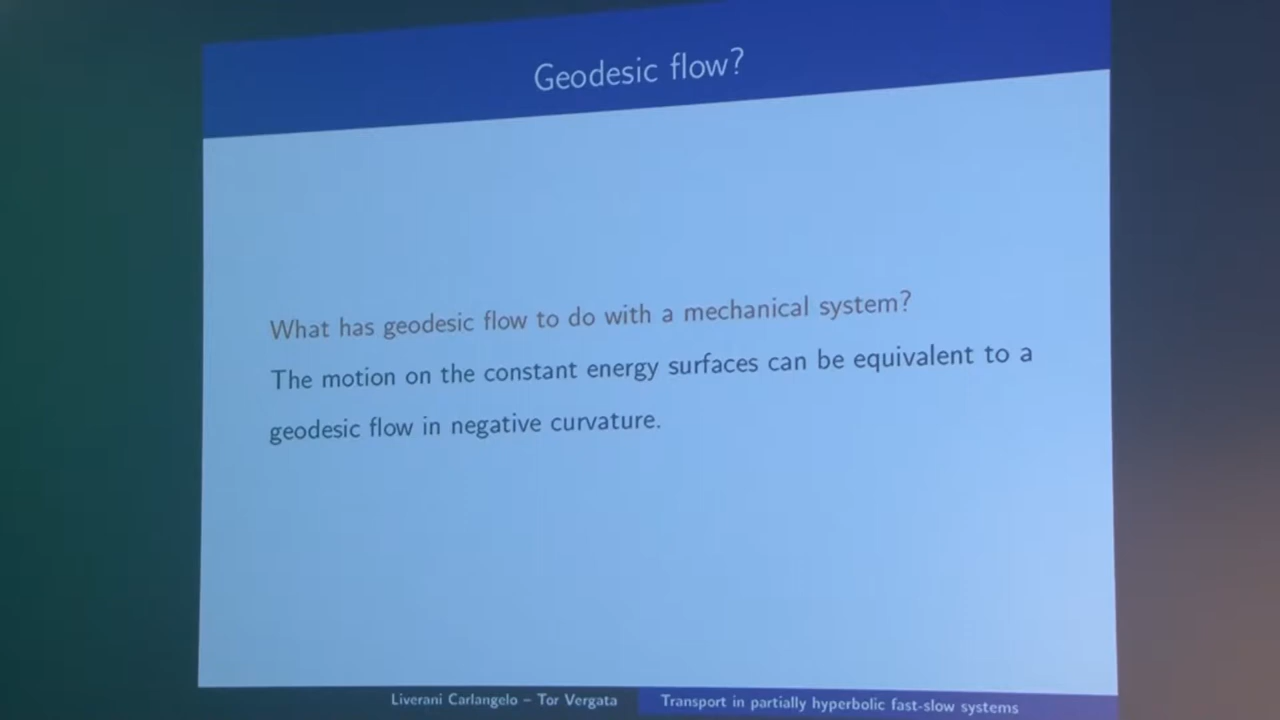 Geodesic flow?
What has geodesic flow to do with a mechanical system?
The motion on the constant energy surfaces can be equivalent to a
geodesic flow in negative curvature.
Liverani Carlangelo – Tor Vergata
Transport in partially hyperbolic fast-slow systems